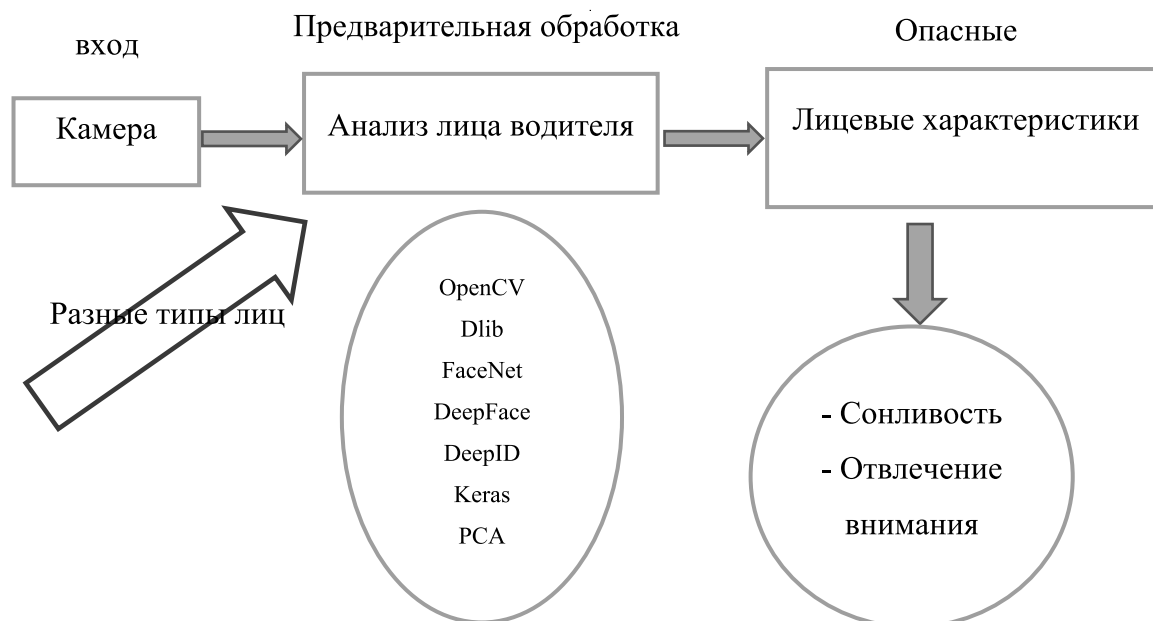 вход
Предварительная обработка
Опасные
Камера
Анализ лица водителя
Лицевые характеристики
Разные типы лиц
OpenCV
Dlib
FaceNet
DeepFace
DeepID
Keras
PCA
- Сонливость
- Отвлечение
внимания